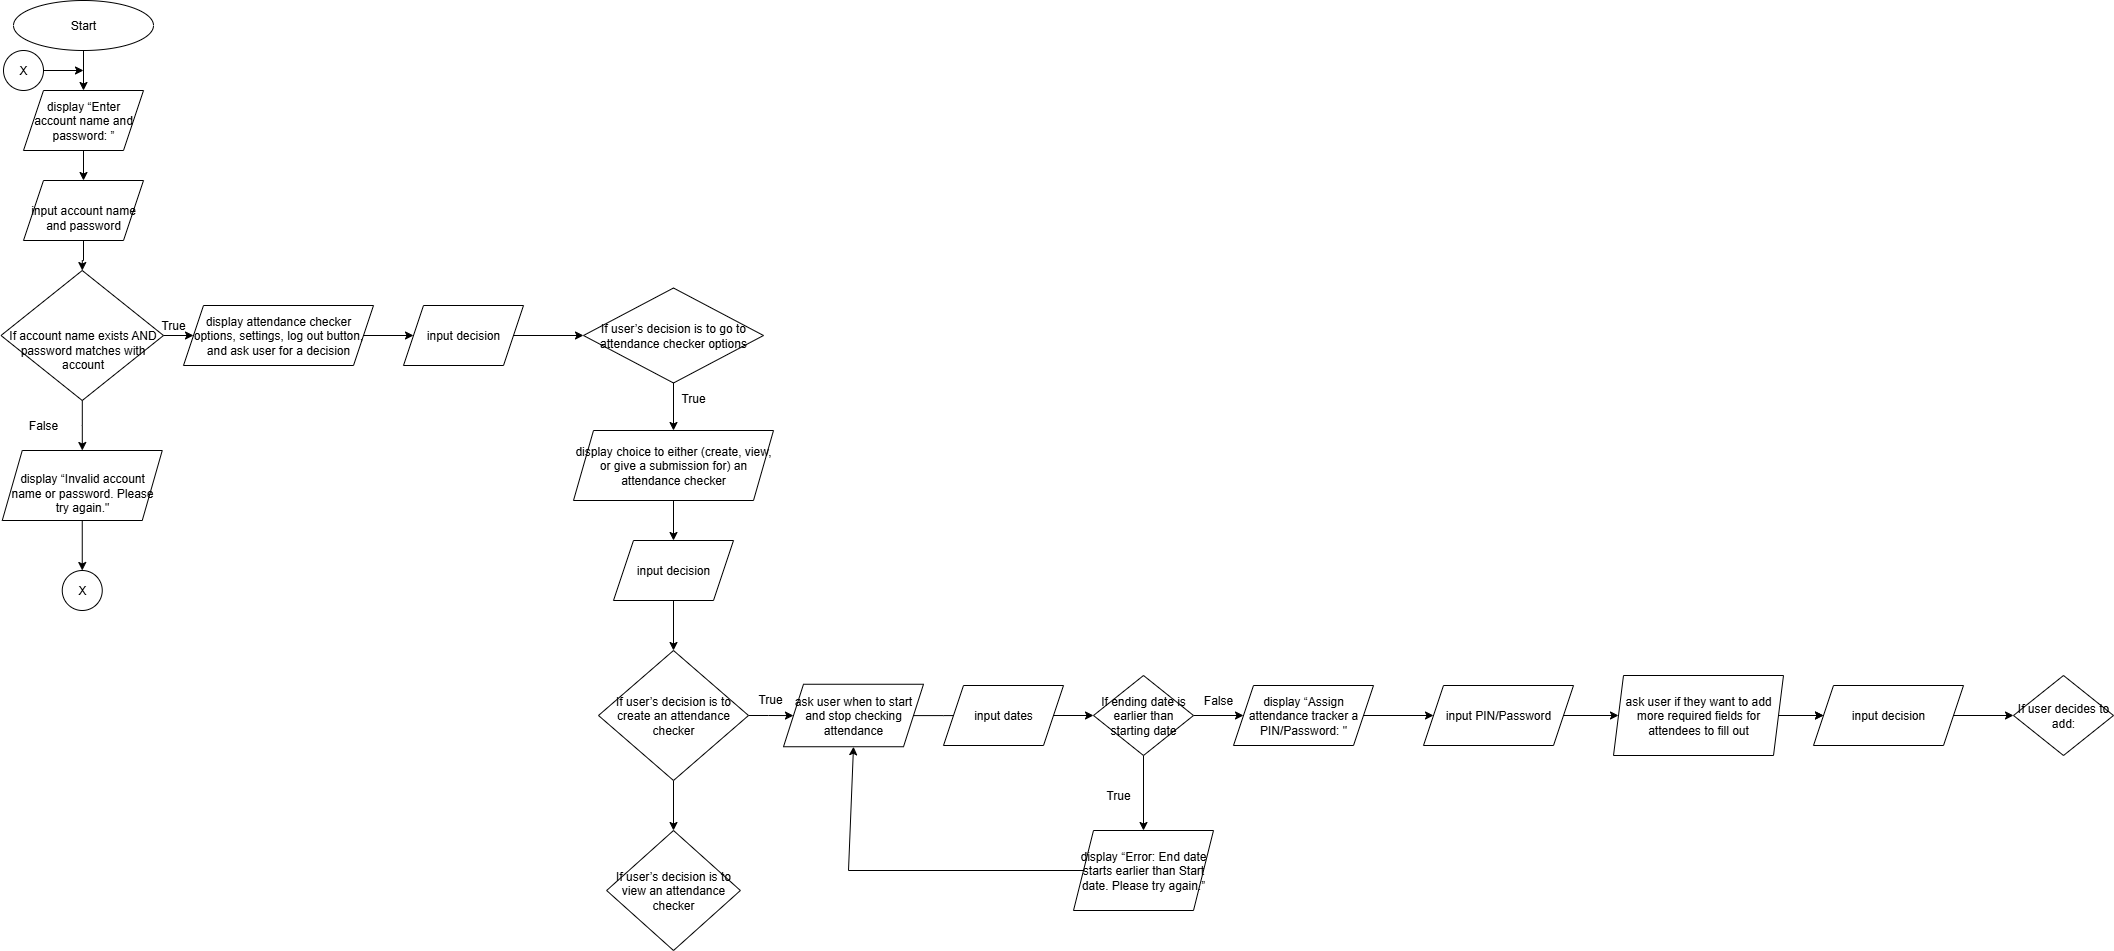 Start
X
display “Enter
account name and
password: ”
input account name
and password
If account name exists AND
password matches with
account
True
display attendance checker
options, settings, log out button,
and ask user for a decision
input decision
If user’s decision is to go to
attendance checker options
False
True
display “Invalid account
name or password. Please
try again."
X
display choice to either (create, view,
or give a submission for) an
attendance checker
input decision
If user’s decision is to
create an attendance
checker
True
ask user when to start
and stop checking
attendance
input dates
If ending date is
earlier than
starting date
False
display “Assign
attendance tracker a
PIN/Password: ”
input PIN/Password
ask user if they want to add
more required fields for
attendees to fill out
input decision
If user decides to
add:
True
display “Error: End date
starts earlier than Start
date. Please try again.”
If user’s decision is to
view an attendance
checker